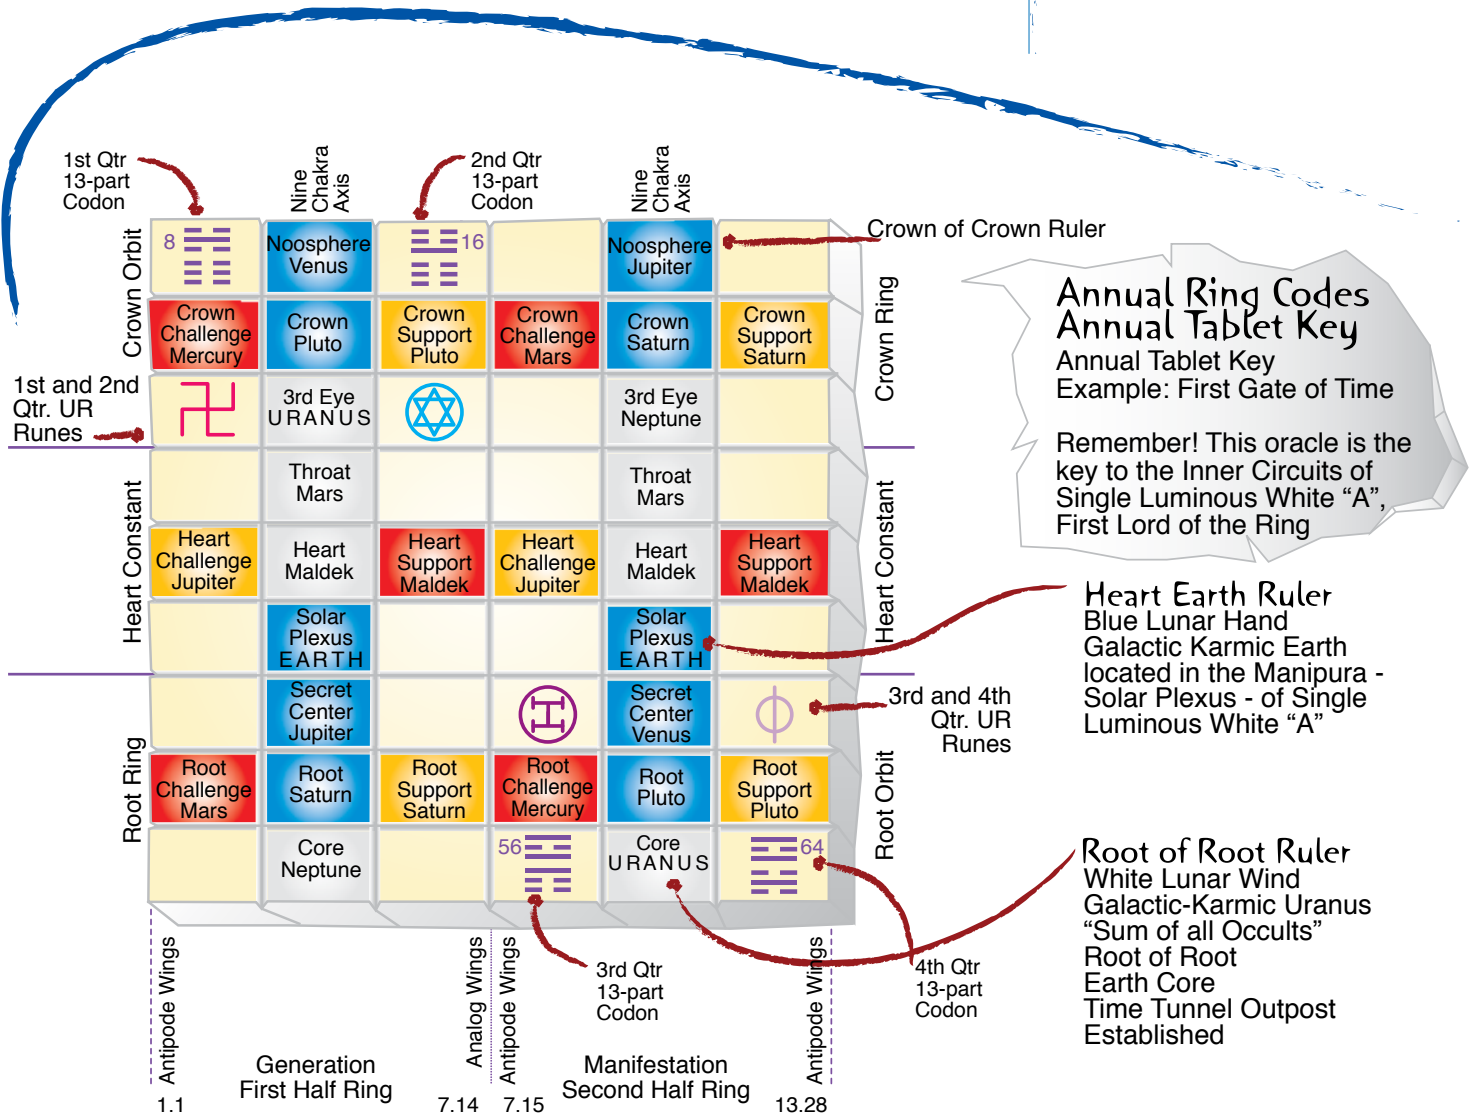 1st Qtr
13-part
Codon
Nine
Chakra
Axis
2nd Qtr
13-part
Codon
Nine
Chakra
Axis
Crown of Crown Ruler
Crown Orbit
8
Noosphere
Venus
16
Noosphere
Jupiter
Crown Ring
Crown
Challenge
Mercury
Crown
Pluto
Crown
Support
Pluto
Crown
Challenge
Mars
Crown
Saturn
Crown
Support
Saturn
1st and 2nd
Qtr. UR
Runes
3rd Eye
URANUS
3rd Eye
Neptune
Annual Ring Codes
Annual Tablet Key
Annual Tablet Key
Example: First Gate of Time
Remember! This oracle is the
key to the Inner Circuits of
Single Luminous White “A”,
First Lord of the Ring
Heart Constant
Throat
Mars
Throat
Mars
Heart Constant
Heart
Challenge
Jupiter
Heart
Maldek
Heart
Support
Maldek
Heart
Challenge
Jupiter
Heart
Maldek
Heart
Support
Maldek
Solar
Plexus
EARTH
Solar
Plexus
EARTH
Heart Earth Ruler
Blue Lunar Hand
Galactic Karmic Earth
located in the Manipura -
Solar Plexus - of Single
Luminous White “A”
Root Ring
Secret
Center
Jupiter
Secret
Center
Venus
3rd and 4th
Qtr. UR
Runes
Root Orbit
Root
Challenge
Mars
Root
Saturn
Root
Support
Saturn
Root
Challenge
Mercury
Root
Pluto
Root
Support
Pluto
Core
Neptune
56
Core
URANUS
64
Root of Root Ruler
White Lunar Wind
Galactic-Karmic Uranus
“Sum of all Occults”
Root of Root
Earth Core
Time Tunnel Outpost
Established
Antipode Wings
Analog Wings
Antipode Wings
Antipode Wings
3rd Qtr
13-part
Codon
4th Qtr
13-part
Codon
Generation
First Half Ring
Manifestation
Second Half Ring
1.1
7.14
7.15
13.28